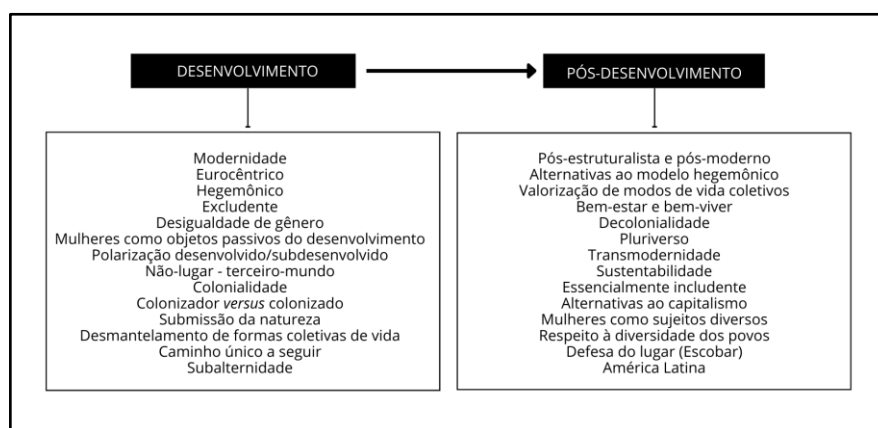 DESENVOLVIMENTO
PÓS-DESENVOLVIMENTO
Modernidade
Eurocêntrico
Hegemônico
Excludente
Desigualdade de gênero
Mulheres como objetos passivos do desenvolvimento
Polarização desenvolvido/subdesenvolvido
Não-lugar - terceiro-mundo
Colonialidade
Colonizador versus colonizado
Submissão da natureza
Desmantelamento de formas coletivas de vida
Caminho único a seguir
Subalternidade
Pós-estruturalista e pós-moderno
Alternativas ao modelo hegemônico
Valorização de modos de vida coletivos
Bem-estar e bem-viver
Decolonialidade
Pluriverso
Transmodernidade
Sustentabilidade
Essencialmente includente
Alternativas ao capitalismo
Mulheres como sujeitos diversos
Respeito à diversidade dos povos
Defesa do lugar (Escobar)
América Latina